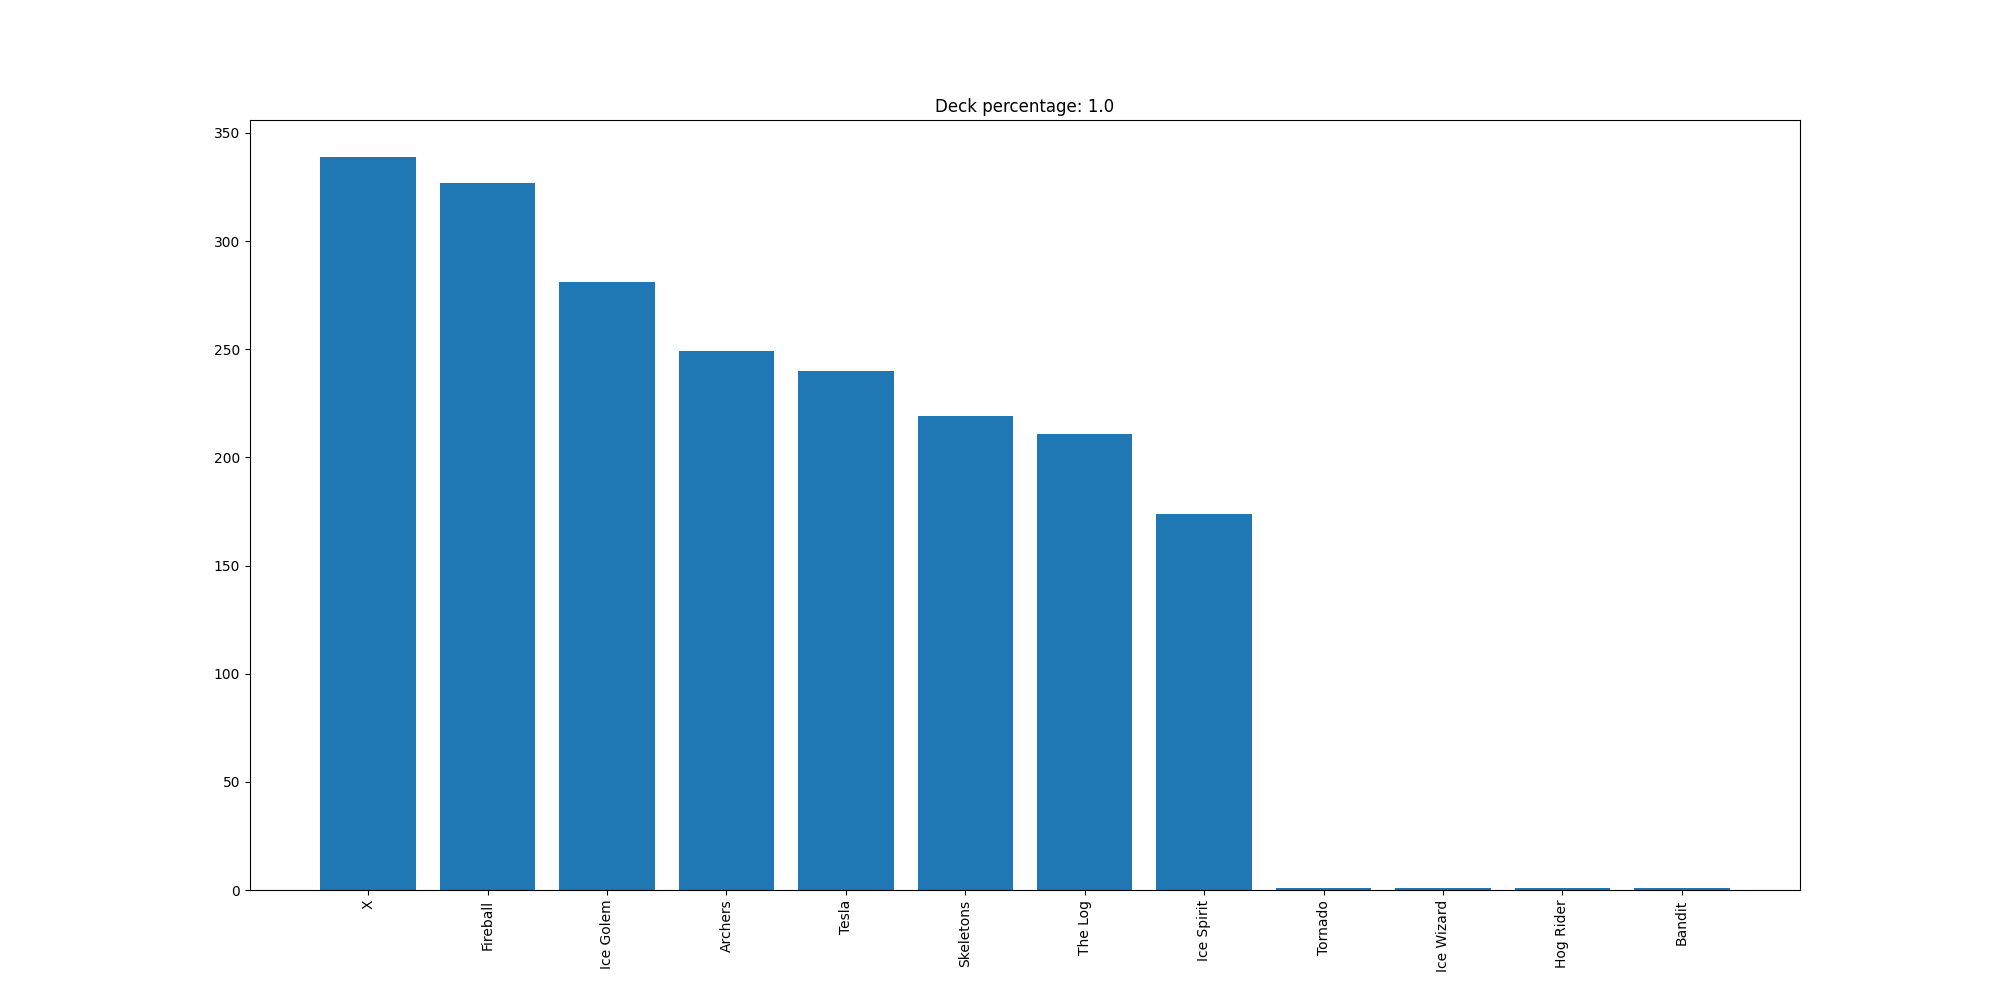 Deck percentage: 1.0
350
300
250
200
150
100
50
0
X
Fireball
Ice Golem
Archers
Tesla
Skeletons
The Log
Ice Spirit
Tornado
Ice Wizard
Hog Rider
Bandit